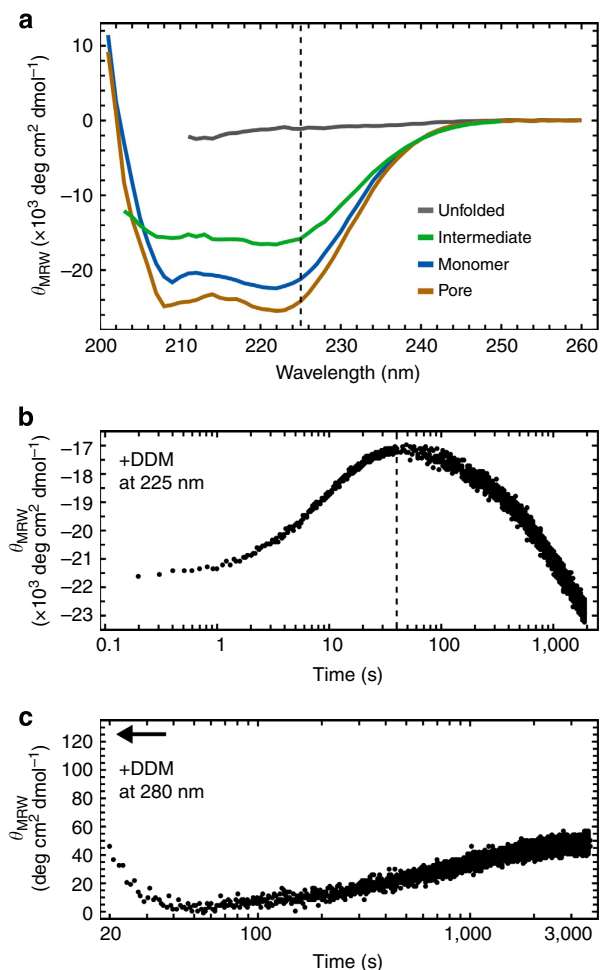 a
10
0
−10
−20
θMRW (×10³ deg cm² dmol⁻¹)
Unfolded
Intermediate
Monomer
Pore
200 210 220 230 240 250 260
Wavelength (nm)
b
−17
−18
−19
−20
−21
−22
−23
θMRW
(×10³ deg cm² dmol⁻¹)
+DDM
at 225 nm
0.1 1 10 100 1,000
Time (s)
c
120
100
80
60
40
20
0
θMRW
(deg cm² dmol⁻¹)
+DDM
at 280 nm
20 100 1,000 3,000
Time (s)